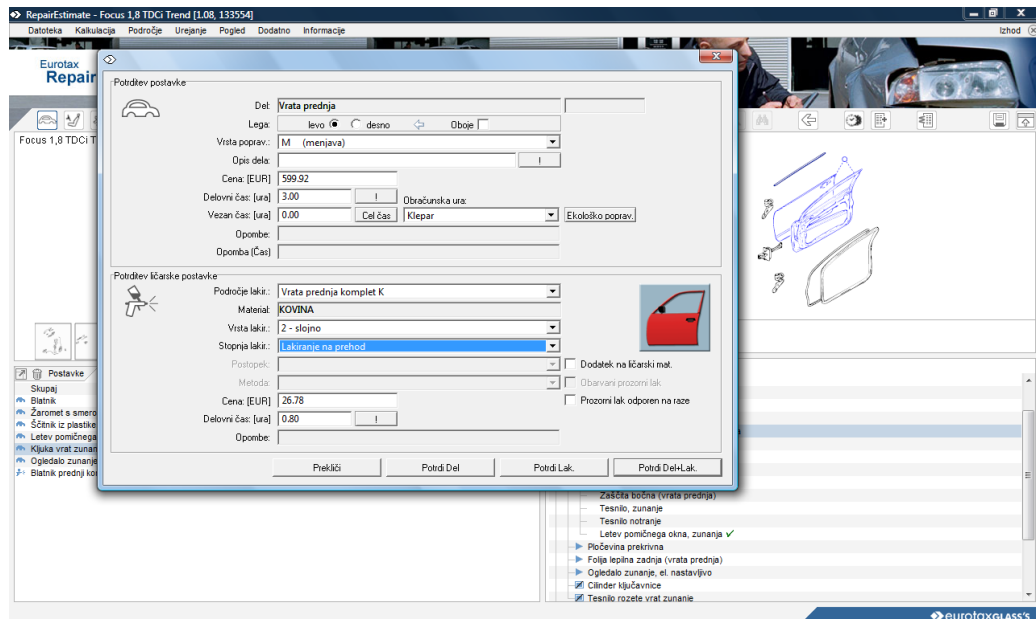 RepairEstimate - Focus 1,8 TDCi Trend [1.08, 133554]
Datoteka Kalkulacija Področje Urejanje Pogled Dodatno Informacije Izhod
Eurotax
Repair
Focus 1,8 TDCi T
Potrditev postavke
Del: Vrata prednja
Lega: levo desno Oboje
Vrsta poprav.: M (menjava)
Opis dela: !
Cena: [EUR] 599.92
Delovni čas: [ura] 3.00 ! Obračunska ura:
Vezan čas: [ura] 0.00 Cel čas Klepar Ekološko poprav.
Opombe:
Opomba (Čas)
Potrditev ličarske postavke
Področje lakir.: Vrata prednja komplet K
Material: KOVINA
Vrsta lakir.: 2 - slojno
Stopnja lakir.: Lakiranje na prehod
Postopek: Dodatek na ličarski mat.
Metoda: Obarvani prozorni lak
Cena: [EUR] 26.78 Prozorni lak odporen na raze
Delovni čas: [ura] 0.80 !
Opombe:
Prekliči Potrdi Del Potrdi Lak. Potrdi Del+Lak.
Postavke
Skupaj
Blatnik
Žaromet s smero
Ščitnik iz plastike
Letev pomičnega
Kljuka vrat zunan
Ogledalo zunanje
Blatnik prednji ko
Zaščita bočna (vrata prednja)
Tesnilo, zunanje
Tesnilo notranje
Letev pomičnega okna, zunanja ✓
Pločevina prekrivna
Folija lepilna zadnja (vrata prednja)
Ogledalo zunanje, el. nastavljivo
Cilinder ključavnice
Tesnilo rozete vrat zunanje
eurotaxGLASS'S